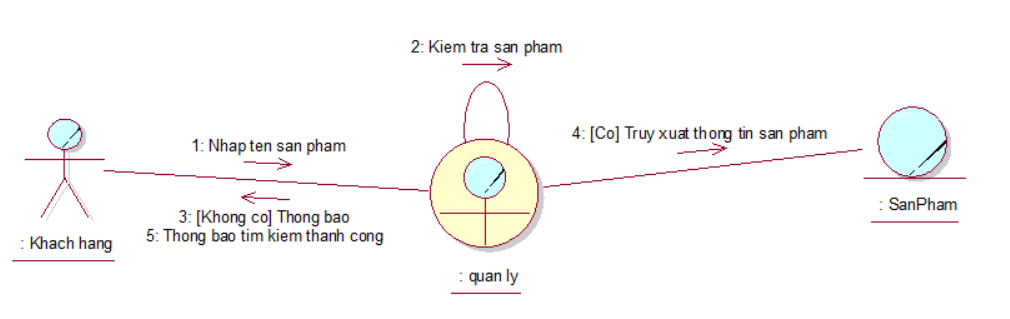 2: Kiem tra san pham
1: Nhap ten san pham
4: [Co] Truy xuat thong tin san pham
3: [Khong co] Thong bao
5: Thong bao tim kiem thanh cong
: Khach hang
: quan ly
: SanPham